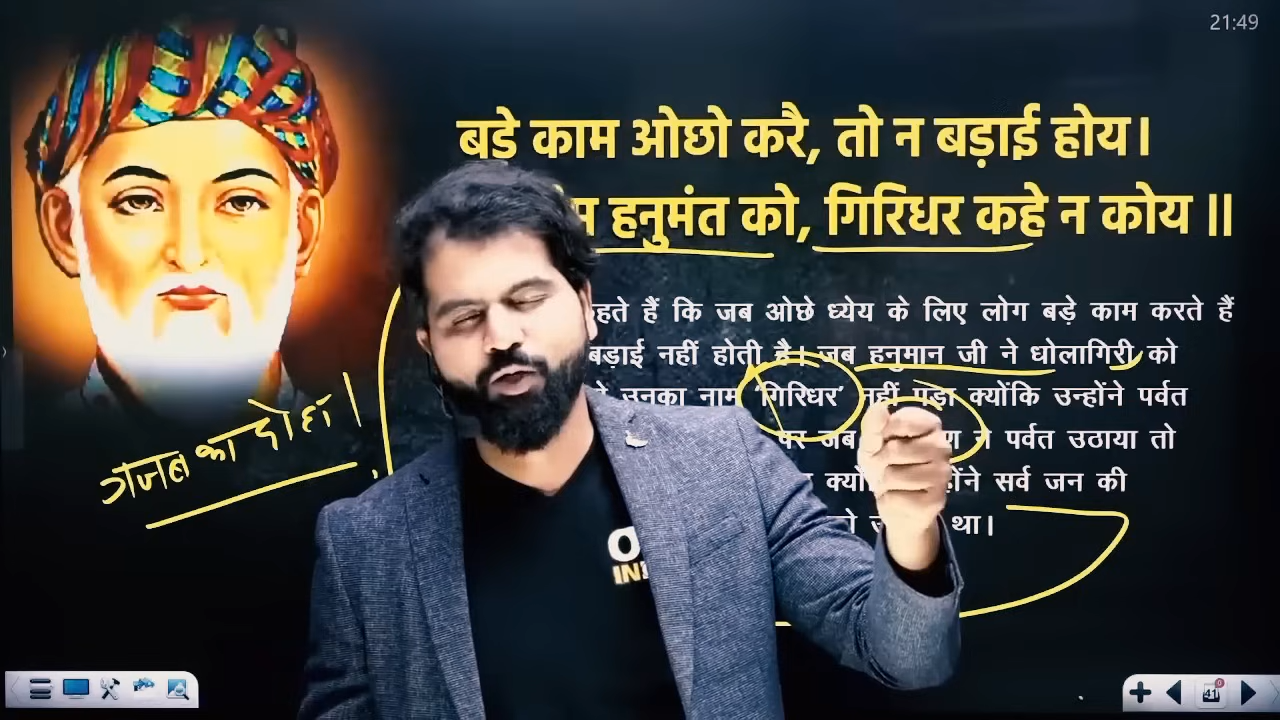 21:49
बडे काम ओछो करै, तो न बड़ाई होय।
हनुमंत को, गिरिधर कहे न कोय ॥
हते हैं कि जब ओछे ध्येय के लिए लोग बड़े काम करते हैं
बड़ाई नहीं होती है। जब हनुमान जी ने धोलागिरी को
उनका नाम 'गिरिधर' नहीं पड़ा क्योंकि उन्होंने पर्वत
पर जब ने पर्वत उठाया तो
सर्व जन की
था।
गजब का दोहा।
41